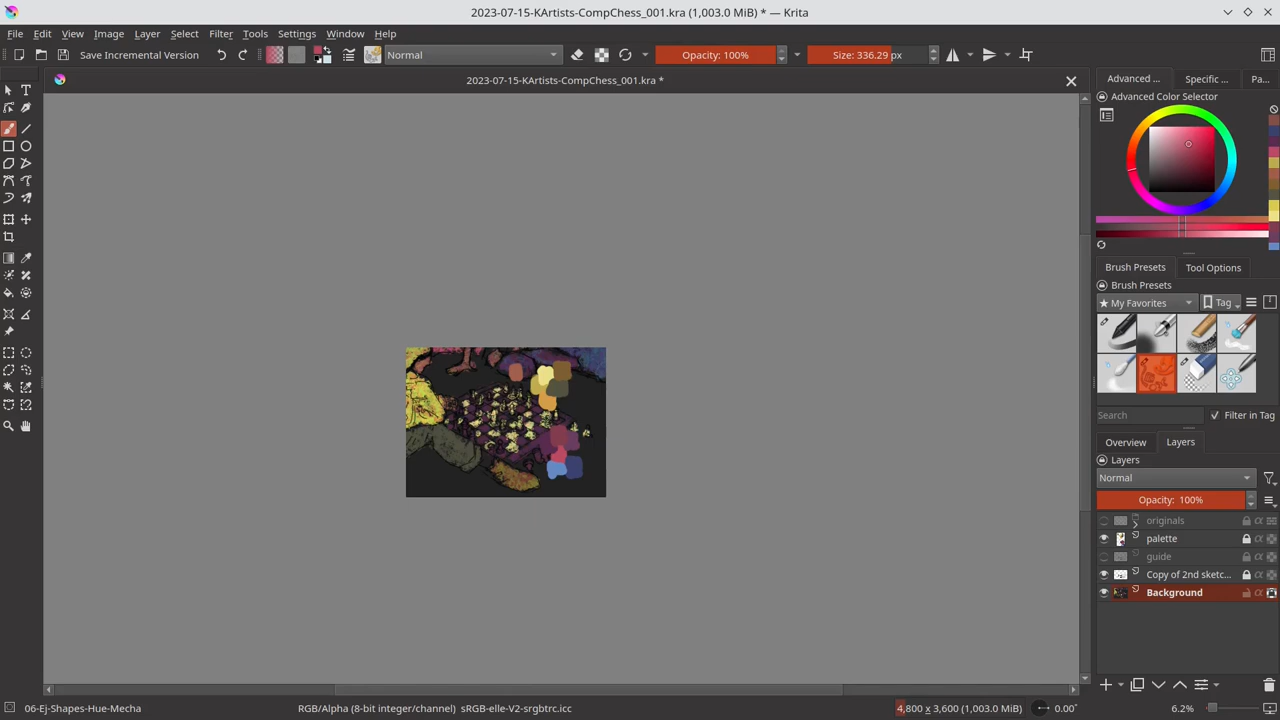 2023-07-15-KArtists-CompChess_001.kra (1,003.0 MiB) * — Krita
File Edit View Image Layer Select Filter Tools Settings Window Help
Save Incremental Version Normal Opacity: 100% Size: 336.29 px
2023-07-15-KArtists-CompChess_001.kra *
Advanced ... Specific ... Pa...
Advanced Color Selector
Brush Presets Tool Options
Brush Presets
★ My Favorites Tag
Search Filter in Tag
Overview Layers
Layers
Normal
Opacity: 100%
originals
palette
guide
Copy of 2nd sketc...
Background
06-Ej-Shapes-Hue-Mecha RGB/Alpha (8-bit integer/channel) sRGB-elle-V2-srgbtrc.icc 4,800 x 3,600 (1,003.0 MiB) 0.00° 6.2%